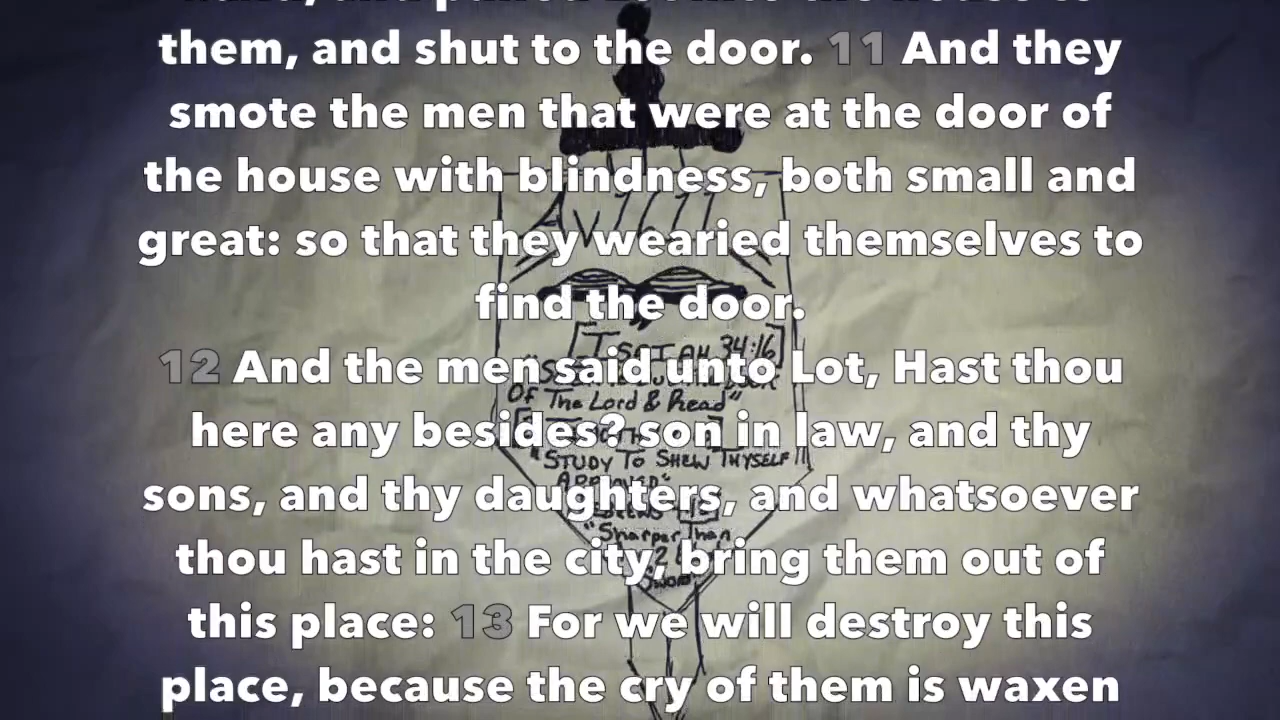 them, and shut to the door. 11 And they
smote the men that were at the door of
the house with blindness, both small and
great: so that they wearied themselves to
find the door.
12 And the men said unto Lot, Hast thou
here any besides? son in law, and thy
sons, and thy daughters, and whatsoever
thou hast in the city, bring them out of
this place: 13 For we will destroy this
place, because the cry of them is waxen
AV 1611
[ISAIAH 34:16]
Of The Lord & Read"
"STUDY TO SHEW THYSELF
APPROVED"
"Sharper Than